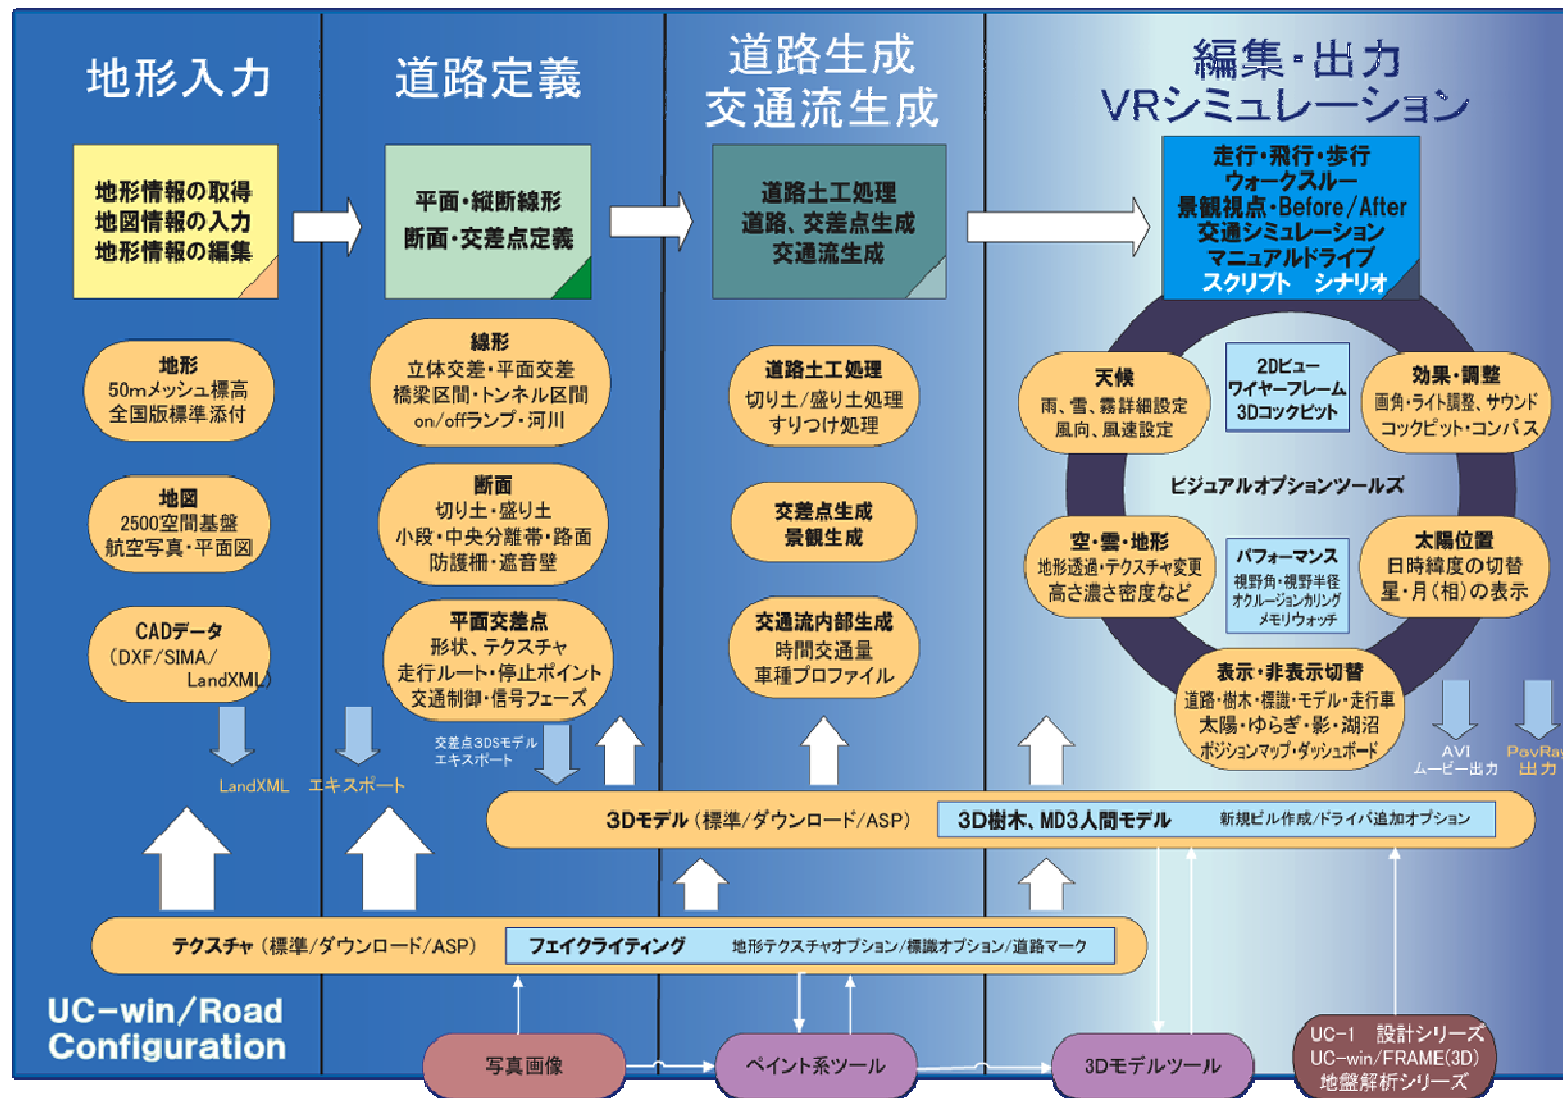 地形入力
道路定義
道路生成
交通流生成
編集・出力
VRシミュレーション
地形情報の取得
地図情報の入力
地形情報の編集
平面・縦断線形
断面・交差点定義
道路土工処理
道路、交差点生成
交通流生成
走行・飛行・歩行
ウォークスルー
景観視点・Before/After
交通シミュレーション
マニュアルドライブ
スクリプト　シナリオ
地形
50mメッシュ標高
全国版標準添付
地図
2500空間基盤
航空写真・平面図
CADデータ
(DXF/SIMA/
LandXML)
線形
立体交差・平面交差
橋梁区間・トンネル区間
on/offランプ・河川
断面
切り土・盛り土
小段・中央分離帯・路面
防護柵・遮音壁
平面交差点
形状、テクスチャ
走行ルート・停止ポイント
交通制御・信号フェーズ
道路土工処理
切り土/盛り土処理
すりつけ処理
交差点生成
景観生成
交通流内部生成
時間交通量
車種プロファイル
天候
雨、雪、霧詳細設定
風向、風速設定
2Dビュー
ワイヤーフレーム
3Dコックピット
効果・調整
画角・ライト調整、サウンド
コックピット・コンパス
ビジュアルオプションツールズ
空・雲・地形
地形透過・テクスチャ変更
高さ濃さ密度など
パフォーマンス
視野角・視野半径
オクルージョンカリング
メモリウォッチ
太陽位置
日時緯度の切替
星・月(相)の表示
表示・非表示切替
道路・樹木・標識・モデル・走行車
太陽・ゆらぎ・影・湖沼
ポジションマップ・ダッシュボード
LandXML　エキスポート
交差点3DSモデル
エキスポート
AVI
ムービー出力
PovRay
出力
3Dモデル(標準/ダウンロード/ASP)
3D樹木、MD3人間モデル　新規ビル作成/ドライバ追加オプション
テクスチャ(標準/ダウンロード/ASP)
フェイクライティング　地形テクスチャオプション/標識オプション/道路マーク
UC-win/Road
Configuration
写真画像
ペイント系ツール
3Dモデルツール
UC-1　設計シリーズ
UC-win/FRAME(3D)
地盤解析シリーズ